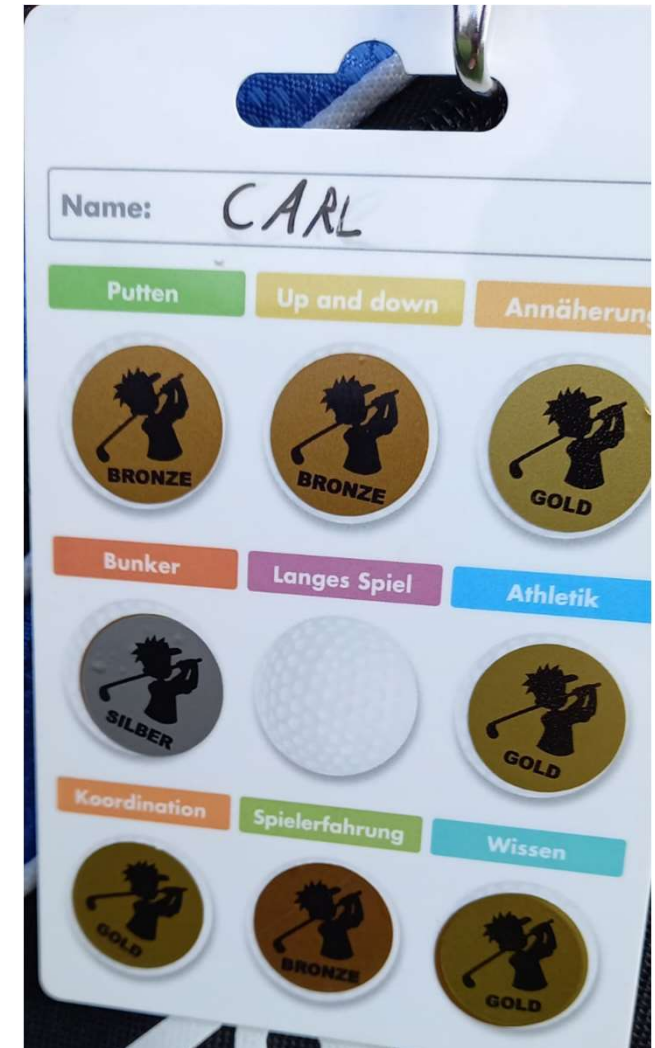 Name: CARL
Putten Up and down Annäherung
BRONZE BRONZE GOLD
Bunker Langes Spiel Athletik
SILBER GOLD
Koordination Spielerfahrung Wissen
GOLD BRONZE GOLD